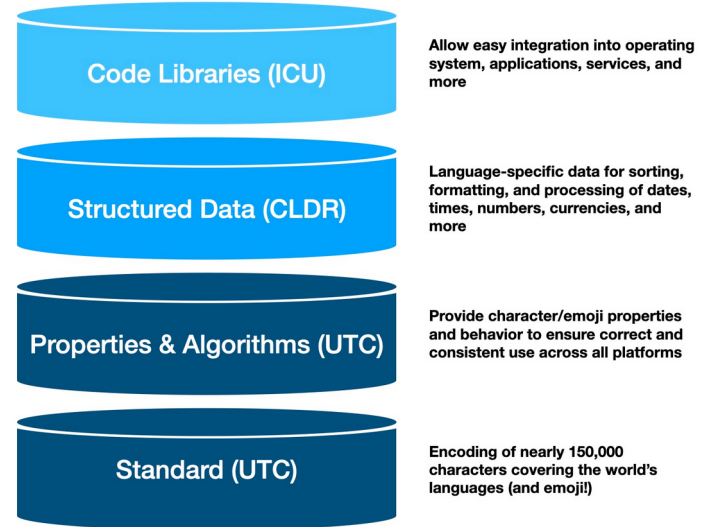 Code Libraries (ICU)
Allow easy integration into operating
system, applications, services, and
more
Structured Data (CLDR)
Language-specific data for sorting,
formatting, and processing of dates,
times, numbers, currencies, and
more
Properties & Algorithms (UTC)
Provide character/emoji properties
and behavior to ensure correct and
consistent use across all platforms
Standard (UTC)
Encoding of nearly 150,000
characters covering the world’s
languages (and emoji!)